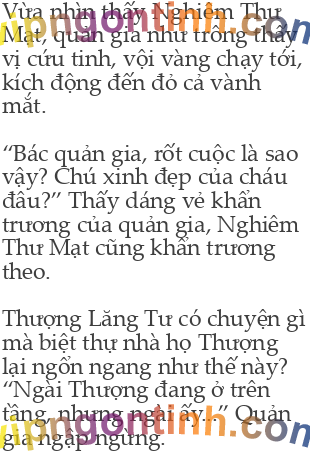 Vừa nhìn thấy Nghiêm Thư
Mạt, quản gia như trông thấy
vị cứu tinh, vội vàng chạy tới,
kích động đến đỏ cả vành
mắt.
“Bác quản gia, rốt cuộc là sao
vậy? Chú xinh đẹp của cháu
đâu?” Thấy dáng vẻ khẩn
trương của quản gia, Nghiêm
Thư Mạt cũng khẩn trương
theo.
Thượng Lăng Tư có chuyện gì
mà biệt thự nhà họ Thượng
lại ngổn ngang như thế này?
“Ngài Thượng đang ở trên
tầng, nhưng ngài ấy...” Quản
gia ngập ngừng.
vipngontinh.com
vipngontinh.com